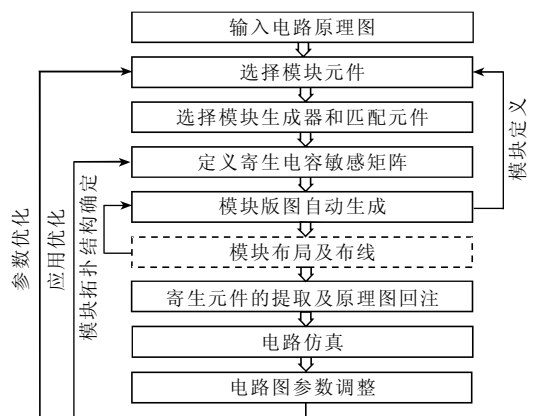 输入电路原理图
选择模块元件
选择模块生成器和匹配元件
定义寄生电容敏感矩阵
模块版图自动生成
模块布局及布线
寄生元件的提取及原理图回注
电路仿真
电路图参数调整
参数优化
应用优化
模块拓扑结构确定
模块定义